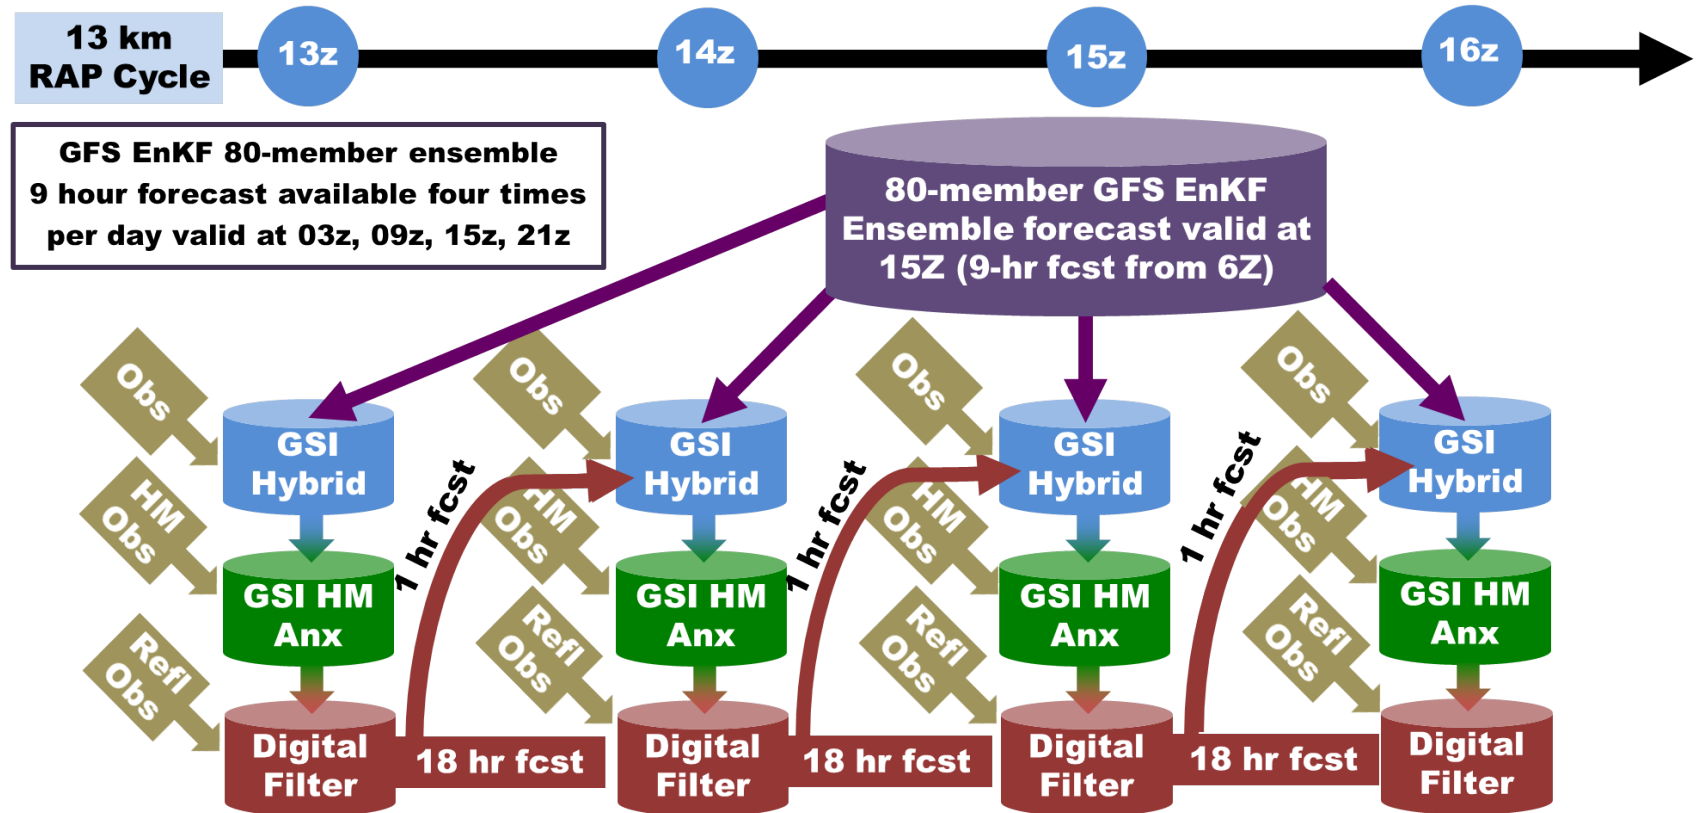 13 km
RAP Cycle
13z
14z
15z
16z
GFS EnKF 80-member ensemble
9 hour forecast available four times
per day valid at 03z, 09z, 15z, 21z
80-member GFS EnKF
Ensemble forecast valid at
15Z (9-hr fcst from 6Z)
Obs
GSI
Hybrid
HM
Obs
GSI HM
Anx
Refl
Obs
Digital
Filter
18 hr fcst
1 hr fcst
Obs
GSI
Hybrid
HM
Obs
GSI HM
Anx
Refl
Obs
Digital
Filter
18 hr fcst
1 hr fcst
Obs
GSI
Hybrid
HM
Obs
GSI HM
Anx
Refl
Obs
Digital
Filter
18 hr fcst
1 hr fcst
Obs
GSI
Hybrid
HM
Obs
GSI HM
Anx
Refl
Obs
Digital
Filter